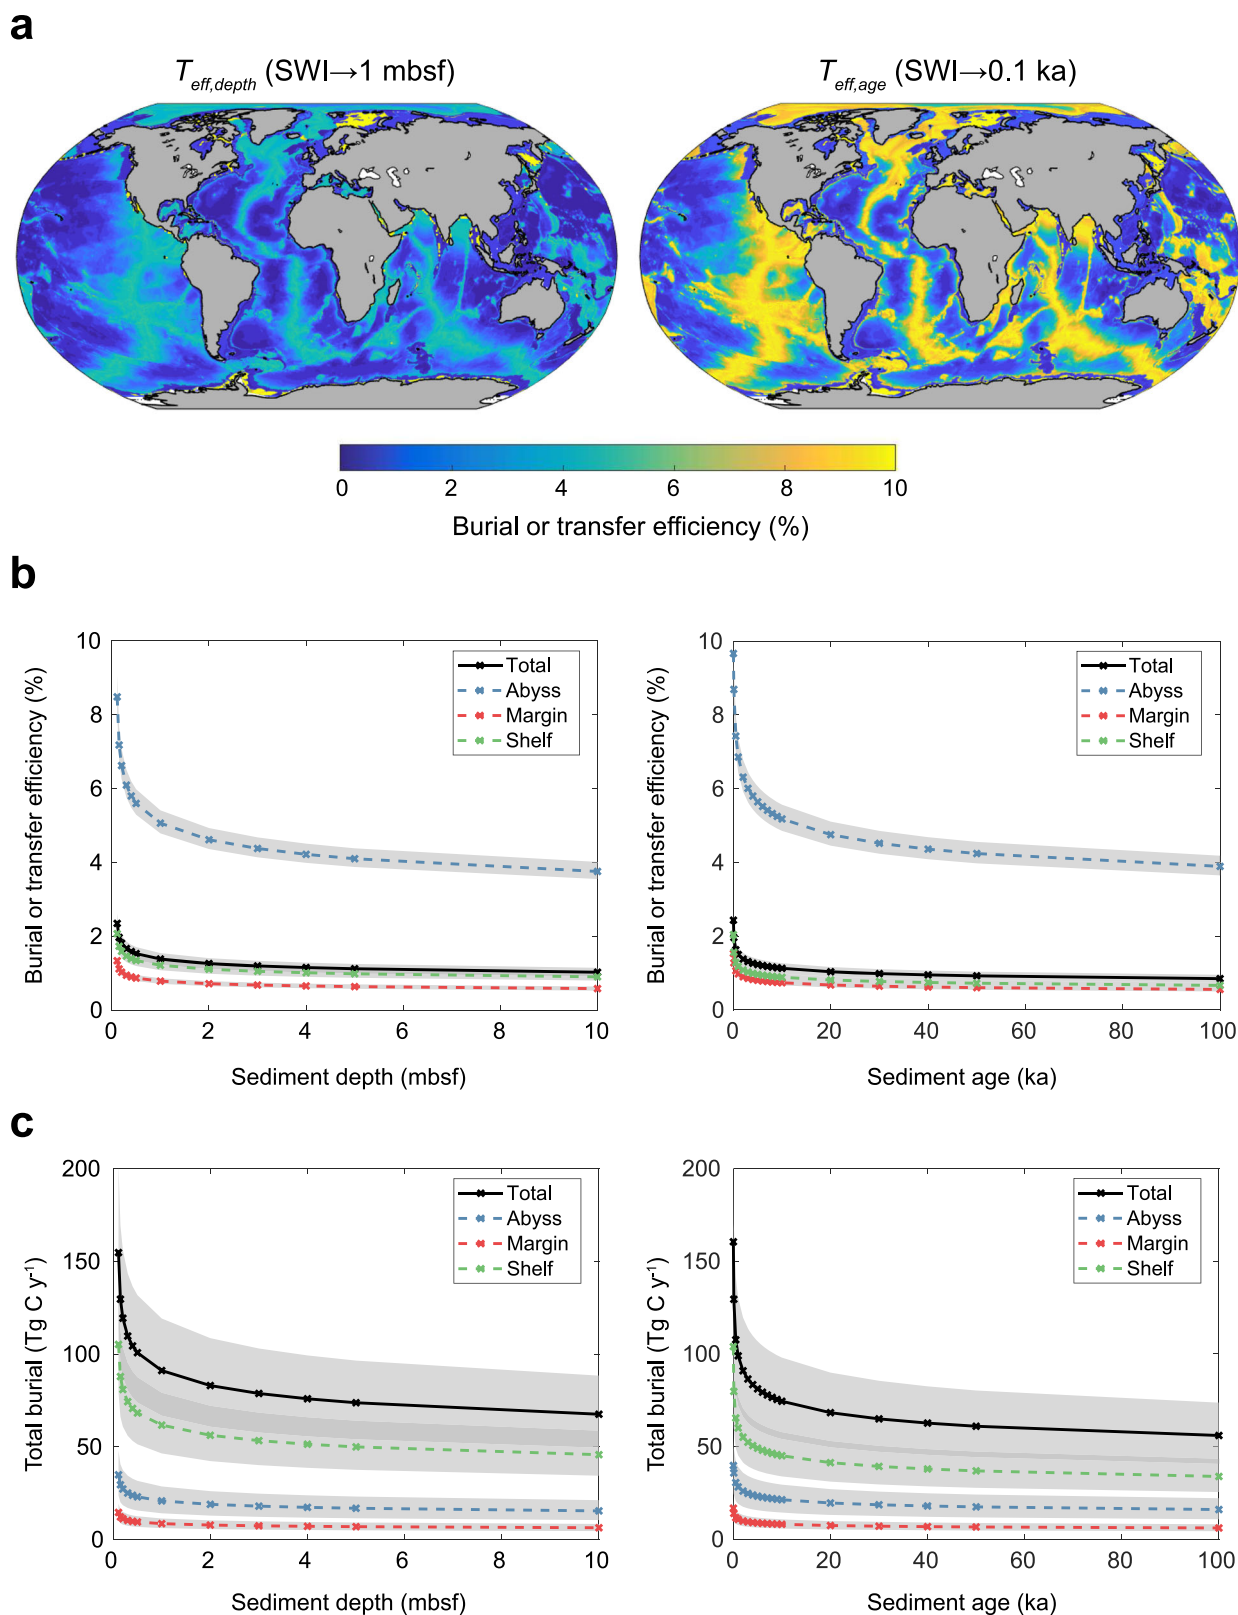 a
T_eff,depth (SWI→1 mbsf)
T_eff,age (SWI→0.1 ka)
0 2 4 6 8 10
Burial or transfer efficiency (%)
b
10
8
6
4
2
0
Burial or transfer efficiency (%)
Total
Abyss
Margin
Shelf
0 2 4 6 8 10
Sediment depth (mbsf)
10
8
6
4
2
0
Burial or transfer efficiency (%)
Total
Abyss
Margin
Shelf
0 20 40 60 80 100
Sediment age (ka)
c
200
150
100
50
0
Total burial (Tg C y⁻¹)
Total
Abyss
Margin
Shelf
0 2 4 6 8 10
Sediment depth (mbsf)
200
150
100
50
0
Total burial (Tg C y⁻¹)
Total
Abyss
Margin
Shelf
0 20 40 60 80 100
Sediment age (ka)